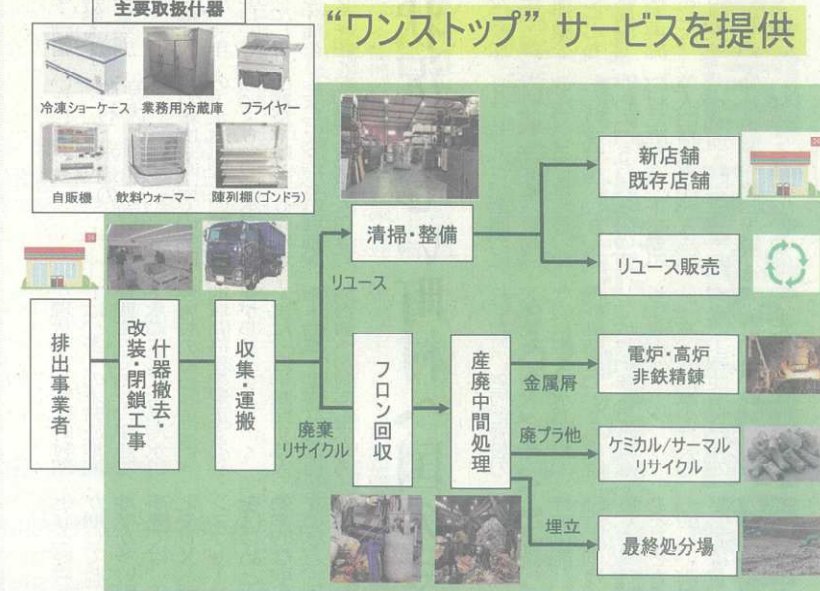 主要取扱什器
“ワンストップ” サービスを提供
冷凍ショーケース 業務用冷蔵庫 フライヤー
自販機 飲料ウォーマー 陳列棚(ゴンドラ)
排出事業者
什器撤去・
改装・閉鎖工事
収集・運搬
リユース
清掃・整備
新店舗
既存店舗
リユース販売
廃棄
リサイクル
フロン回収
産廃中間処理
金属屑
電炉・高炉
非鉄精錬
廃プラ他
ケミカル/サーマル
リサイクル
埋立
最終処分場